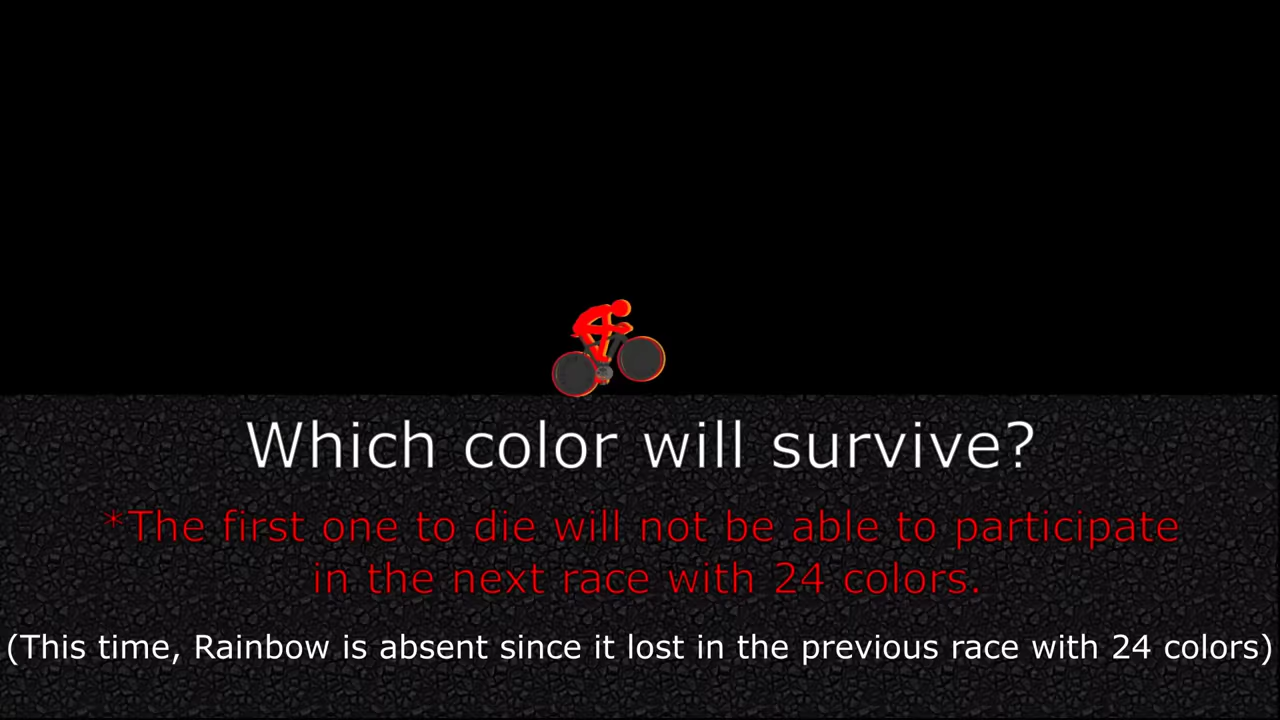 Which color will survive?
*The first one to die will not be able to participate
in the next race with 24 colors.
(This time, Rainbow is absent since it lost in the previous race with 24 colors)